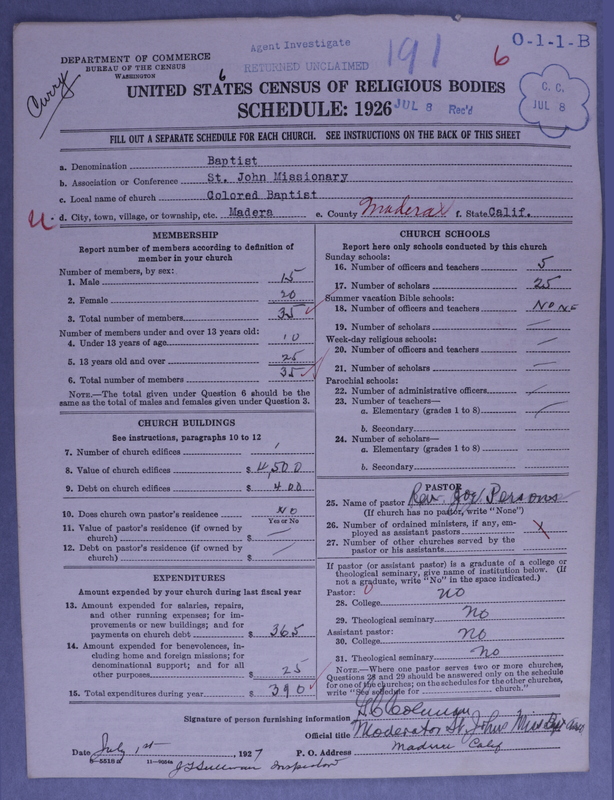 Agent Investigate
191
6
O-1-1-B
DEPARTMENT OF COMMERCE
BUREAU OF THE CENSUS
WASHINGTON
RETURNED UNCLAIMED
Curry
6
UNITED STATES CENSUS OF RELIGIOUS BODIES
SCHEDULE: 1926
JUL 8 Rec'd
C. C.
JUL 8
FILL OUT A SEPARATE SCHEDULE FOR EACH CHURCH. SEE INSTRUCTIONS ON THE BACK OF THIS SHEET
a. Denomination Baptist
b. Association or Conference St. John Missionary
c. Local name of church Colored Baptist
U - d. City, town, village, or township, etc. Madera e. County Madera f. State Calif.
MEMBERSHIP
Report number of members according to definition of
member in your church
Number of members, by sex:
1. Male 15
2. Female 20
3. Total number of members 35
Number of members under and over 13 years old:
4. Under 13 years of age 10
5. 13 years old and over 25
6. Total number of members 35
NOTE.—The total given under Question 6 should be
the same as the total of males and females given under Question 3.
CHURCH BUILDINGS
See instructions, paragraphs 10 to 12
7. Number of church edifices 1
8. Value of church edifices $ 4,500
9. Debt on church edifices $ 400
10. Does church own pastor's residence No
Yes or No
11. Value of pastor's residence (if owned by
church) $ —
12. Debt on pastor's residence (if owned by
church) $ —
EXPENDITURES
Amount expended by your church during last fiscal year
13. Amount expended for salaries, repairs,
and other running expenses; for im-
provements or new buildings; and for
payments on church debt $ 365
14. Amount expended for benevolences, in-
cluding home and foreign missions; for
denominational support; and for all
other purposes $ 25
15. Total expenditures during year $ 390
CHURCH SCHOOLS
Report here only schools conducted by this church
Sunday schools:
16. Number of officers and teachers 5
17. Number of scholars 25
Summer vacation Bible schools:
18. Number of officers and teachers NONE
19. Number of scholars —
Week-day religious schools:
20. Number of officers and teachers —
21. Number of scholars —
Parochial schools:
22. Number of administrative officers —
23. Number of teachers—
a. Elementary (grades 1 to 8) —
b. Secondary
24. Number of scholars—
a. Elementary (grades 1 to 8)
b. Secondary
PASTOR
25. Name of pastor Rev. Joy Persons
(If church has no pastor, write "None")
26. Number of ordained ministers, if any, em-
ployed as assistant pastors X
27. Number of other churches served by the
pastor or his assistants
If pastor (or assistant pastor) is a graduate of a college or
theological seminary, give name of institution below. (If
not a graduate, write "No" in the space indicated.)
Pastor: 0
28. College no
29. Theological seminary No
Assistant pastor:
30. College No
31. Theological seminary No
NOTE.—Where one pastor serves two or more churches,
Questions 28 and 29 should be answered only on the schedule
for one of the churches; on the schedules for the other churches,
write "See schedule for church."
Signature of person furnishing information Coleman
Official title Moderator St. Johns Miss Bapt
Date July 1st 1927 P. O. Address Calif
8-5518 11-9004
Inspector